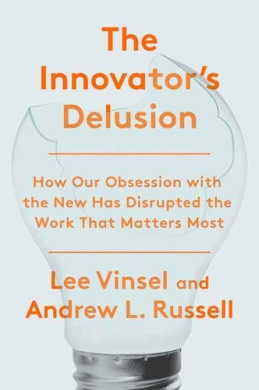 The
Innovator's
Delusion
How Our Obsession with
the New Has Disrupted the
Work That Matters Most
Lee Vinsel and
Andrew L. Russell